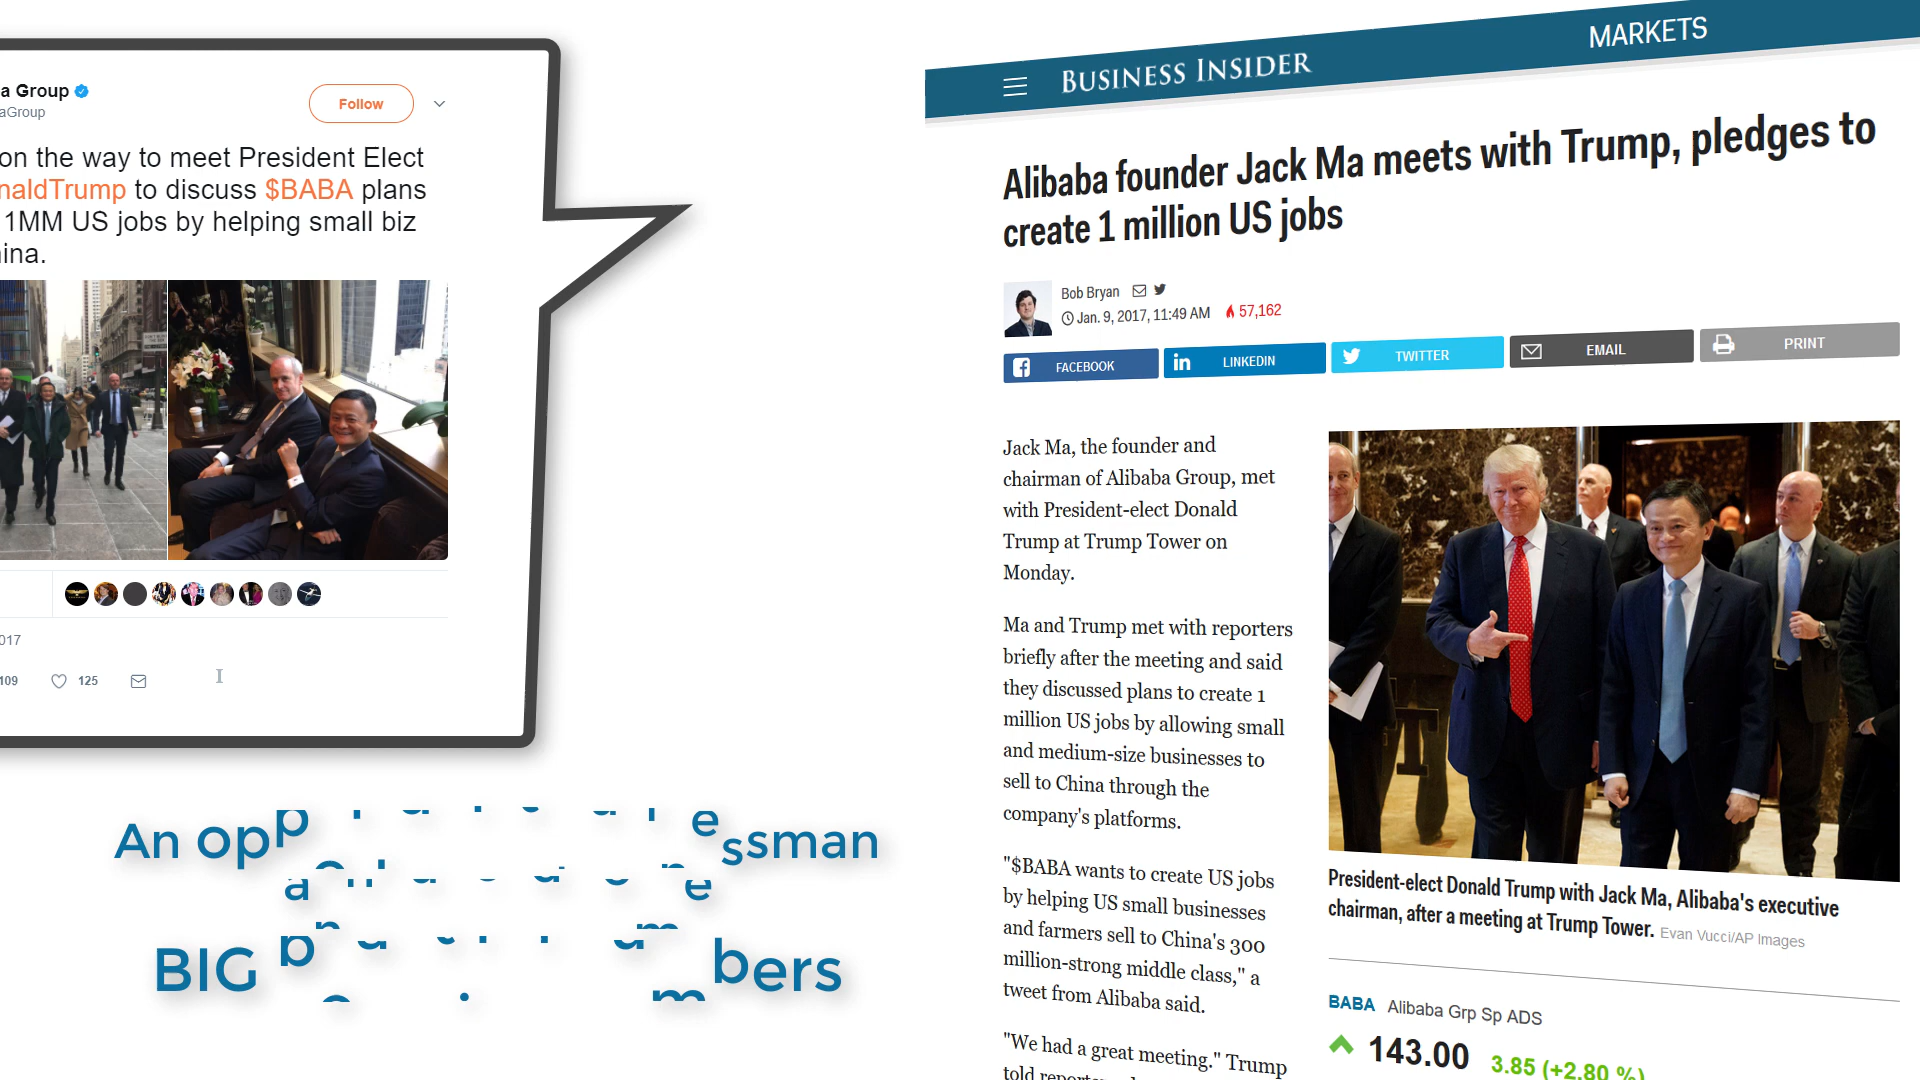 a Group
aGroup
Follow
on the way to meet President Elect
naldTrump to discuss $BABA plans
1MM US jobs by helping small biz
ina.
017
109
125
An opp essman
BIG b bers
BUSINESS INSIDER
MARKETS
Alibaba founder Jack Ma meets with Trump, pledges to
create 1 million US jobs
Bob Bryan
Jan. 9, 2017, 11:49 AM 57,162
FACEBOOK
LINKEDIN
TWITTER
EMAIL
PRINT
Jack Ma, the founder and
chairman of Alibaba Group, met
with President-elect Donald
Trump at Trump Tower on
Monday.
Ma and Trump met with reporters
briefly after the meeting and said
they discussed plans to create 1
million US jobs by allowing small
and medium-size businesses to
sell to China through the
company's platforms.
"$BABA wants to create US jobs
by helping US small businesses
and farmers sell to China's 300
million-strong middle class," a
tweet from Alibaba said.
"We had a great meeting." Trump
told
President-elect Donald Trump with Jack Ma, Alibaba's executive
chairman, after a meeting at Trump Tower. Evan Vucci/AP Images
BABA Alibaba Grp Sp ADS
143.00 3.85 (+2.80 %)